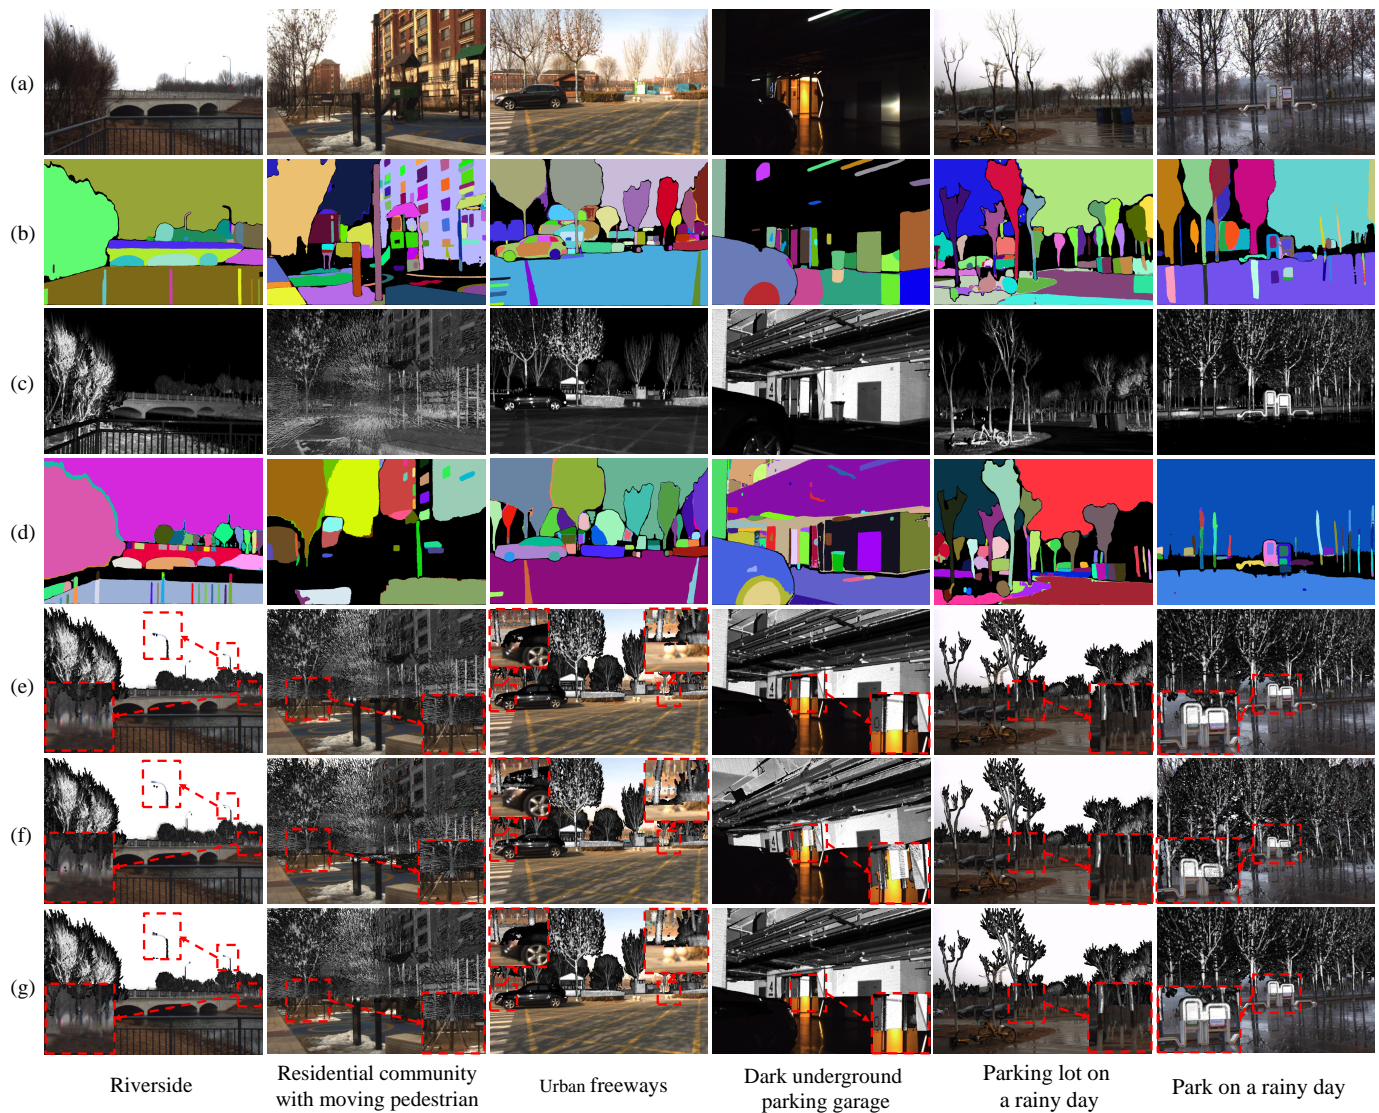 (a)
(b)
(c)
(d)
(e)
(f)
(g)
Riverside
Residential community
with moving pedestrian
Urban freeways
Dark underground
parking garage
Parking lot on
a rainy day
Park on a rainy day